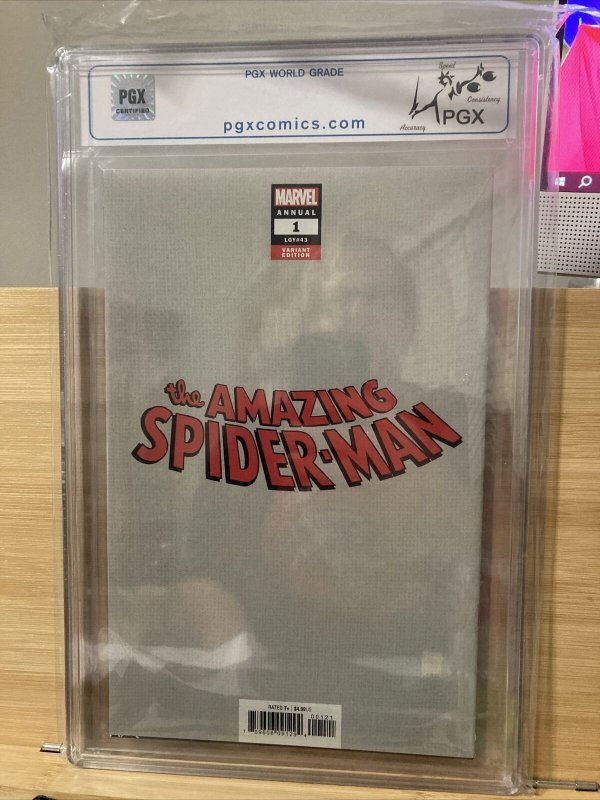 PGX WORLD GRADE
PGX
CERTIFIED
pgxcomics.com
Speed
Consistency
Accuracy
PGX
MARVEL
ANNUAL
1
LGY#43
VARIANT
EDITION
the AMAZING
SPIDER-MAN
RATED T+ $4.99US
00121